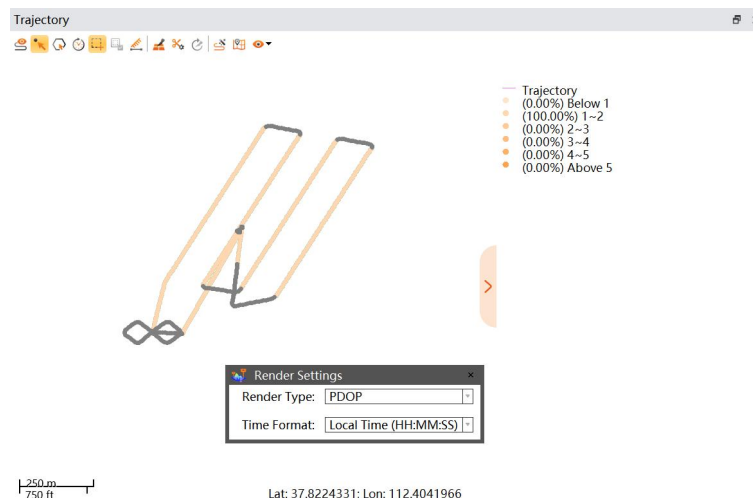 Trajectory
Trajectory
(0.00%) Below 1
(100.00%) 1~2
(0.00%) 2~3
(0.00%) 3~4
(0.00%) 4~5
(0.00%) Above 5
Render Settings
Render Type: PDOP
Time Format: Local Time (HH:MM:SS)
250 m
750 ft
Lat: 37.8224331; Lon: 112.4041966